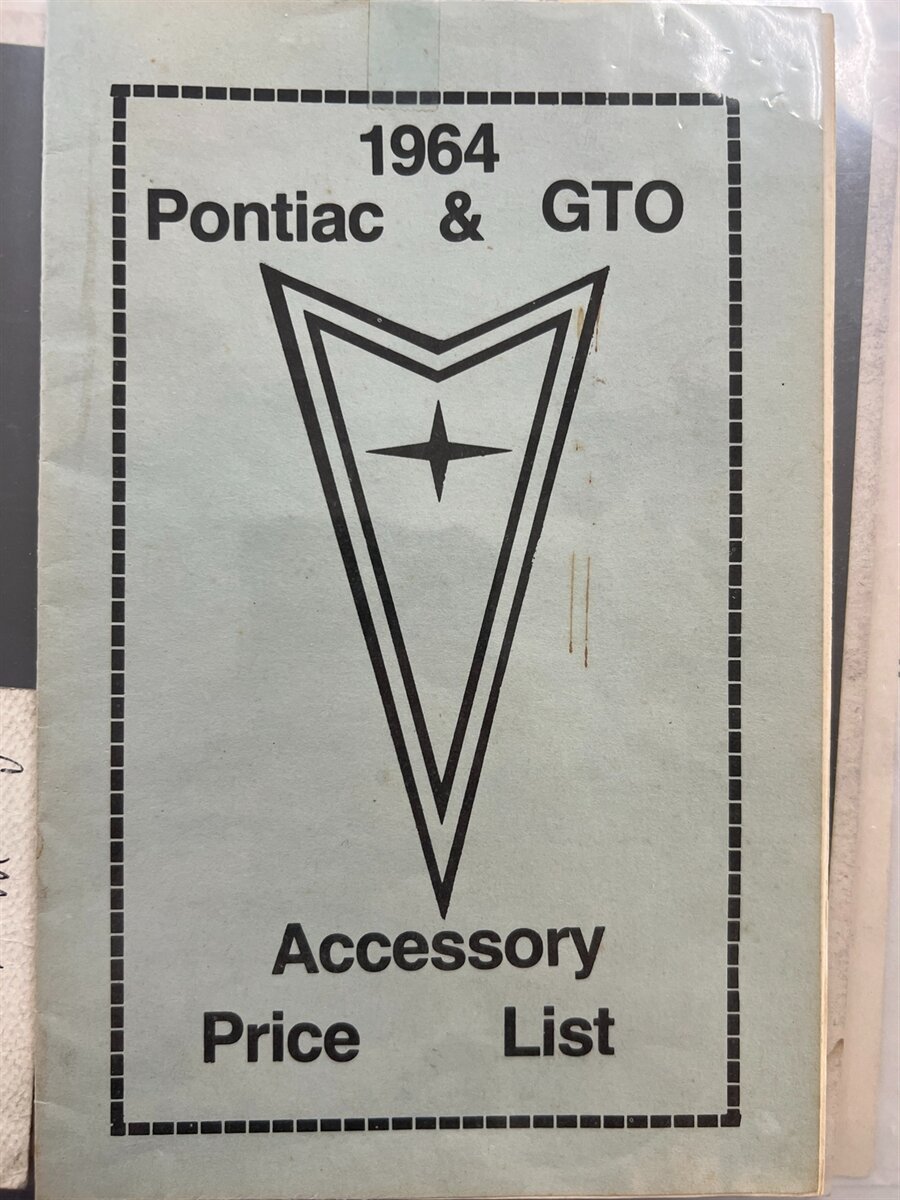 1964
Pontiac & GTO
Accessory
Price List